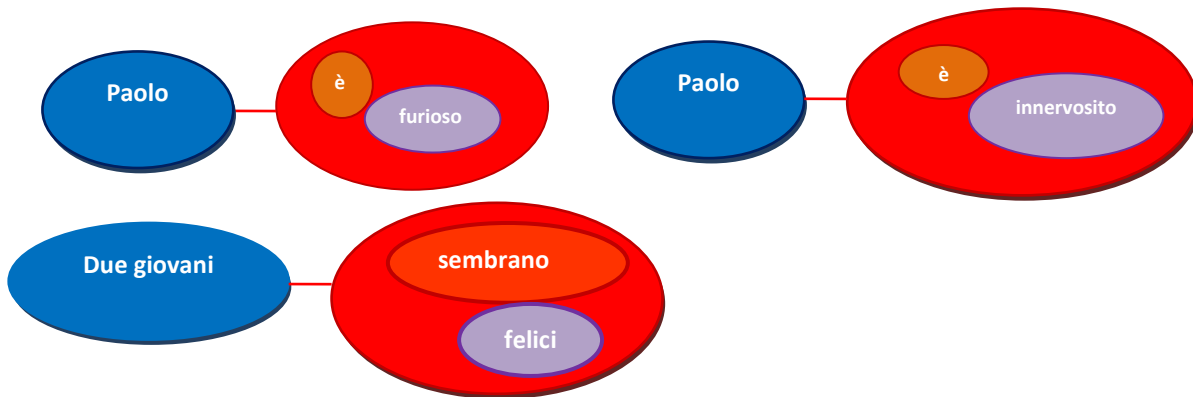 Paolo
è
furioso
Paolo
è
innervosito
Due giovani
sembrano
felici